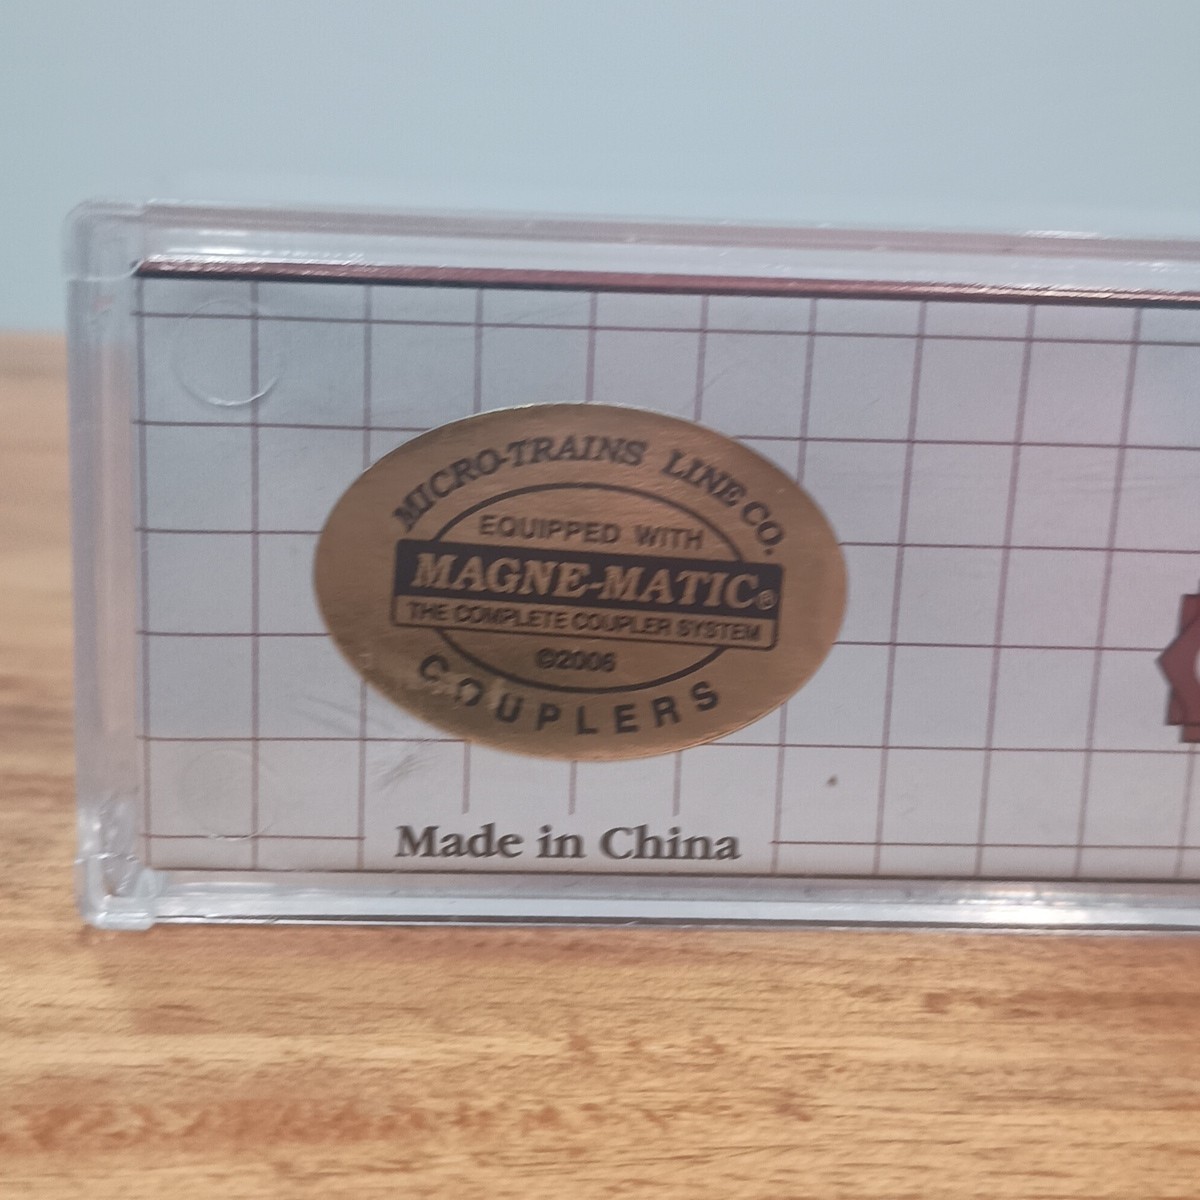 MICRO-TRAINS LINE CO.
EQUIPPED WITH
MAGNE-MATIC®
THE COMPLETE COUPLER SYSTEM
©2006
COUPLERS
Made in China